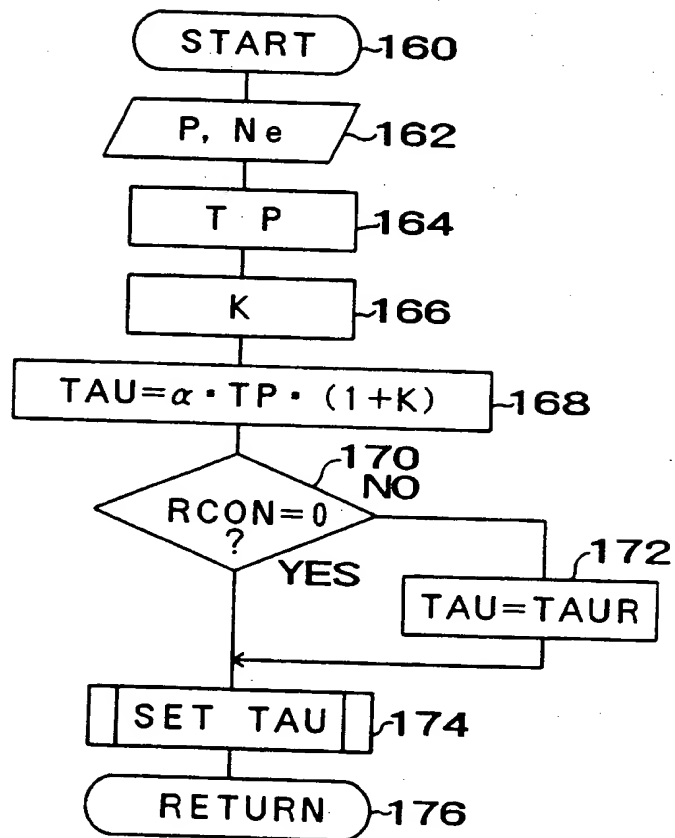 START 160
P, Ne 162
T P 164
K 166
TAU=α・TP・(1+K) 168
170
NO
RCON=0
?
YES
172
TAU=TAUR
SET TAU 174
RETURN 176